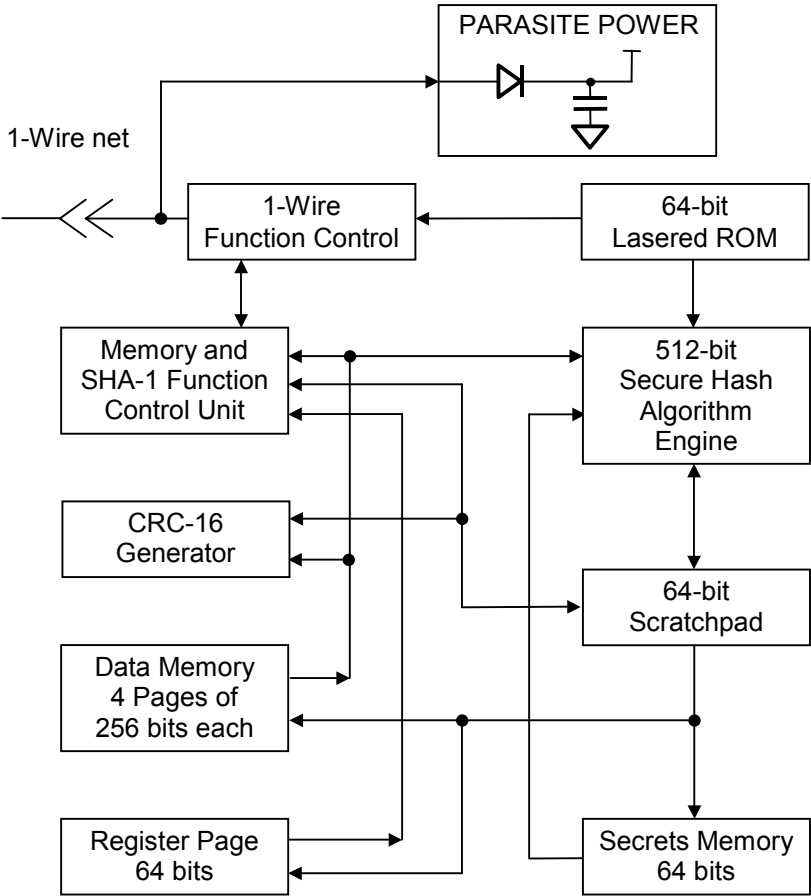 PARASITE POWER
1-Wire net
1-Wire
Function Control
64-bit
Lasered ROM
Memory and
SHA-1 Function
Control Unit
512-bit
Secure Hash
Algorithm
Engine
CRC-16
Generator
64-bit
Scratchpad
Data Memory
4 Pages of
256 bits each
Register Page
64 bits
Secrets Memory
64 bits